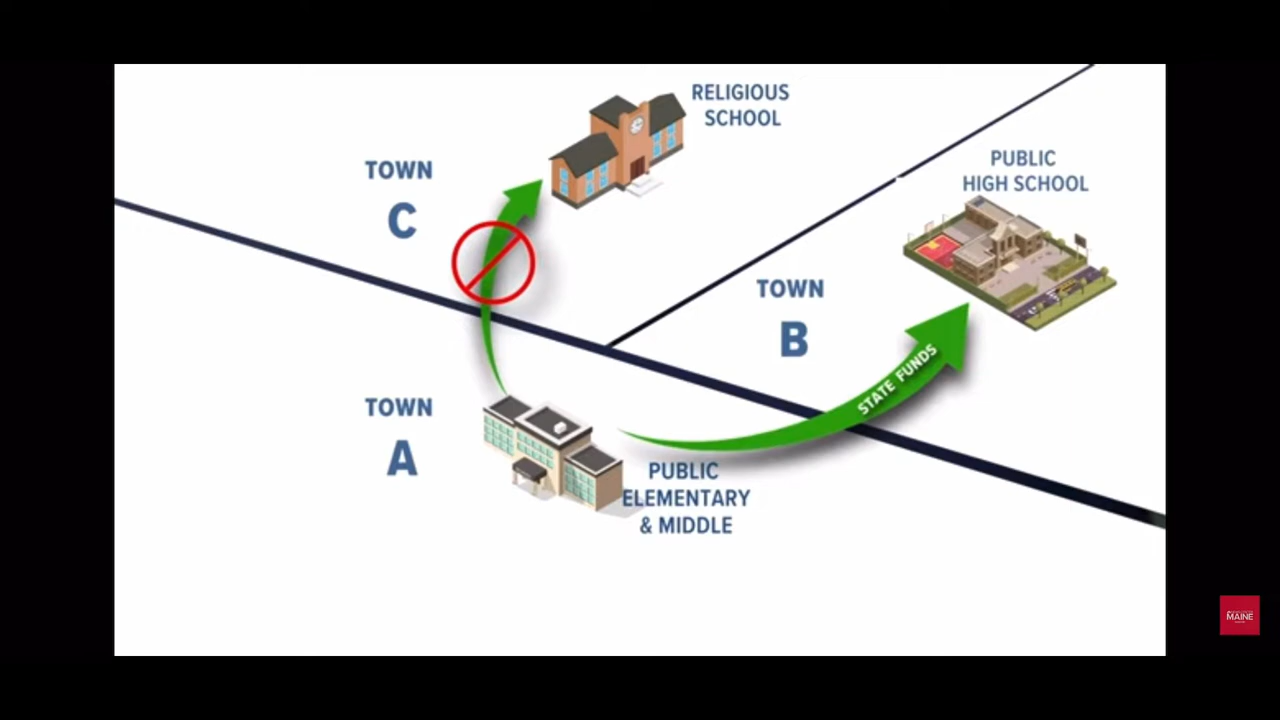 RELIGIOUS
SCHOOL
TOWN
C
PUBLIC
HIGH SCHOOL
TOWN
B
STATE FUNDS
TOWN
A
PUBLIC
ELEMENTARY
& MIDDLE
MAINE